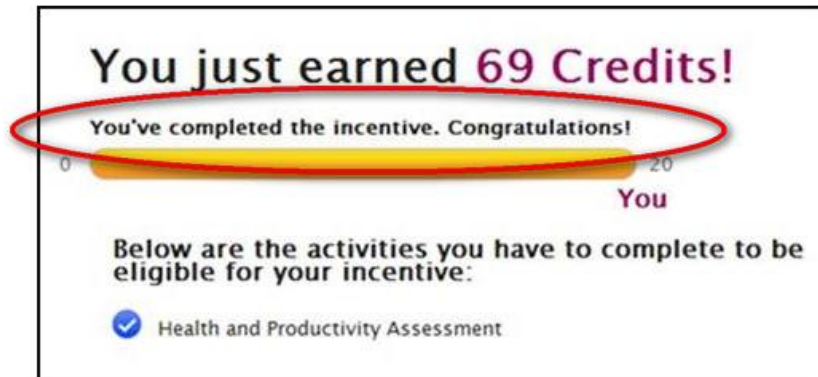 You just earned 69 Credits!
You've completed the incentive. Congratulations!
0 20
You
Below are the activities you have to complete to be
eligible for your incentive:
Health and Productivity Assessment